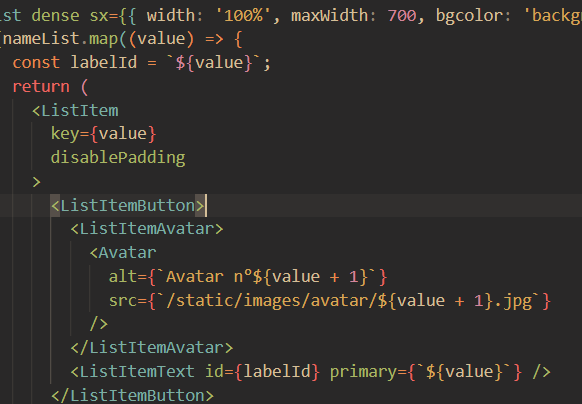 st dense sx={{ width: '100%', maxWidth: 700, bgcolor: 'backg
{nameList.map((value) => {
const labelId = `${value}`;
return (
<ListItem
key={value}
disablePadding
>
<ListItemButton>
<ListItemAvatar>
<Avatar
alt={`Avatar n°${value + 1}`}
src={`/static/images/avatar/${value + 1}.jpg`}
/>
</ListItemAvatar>
<ListItemText id={labelId} primary={`${value}`} />
</ListItemButton>